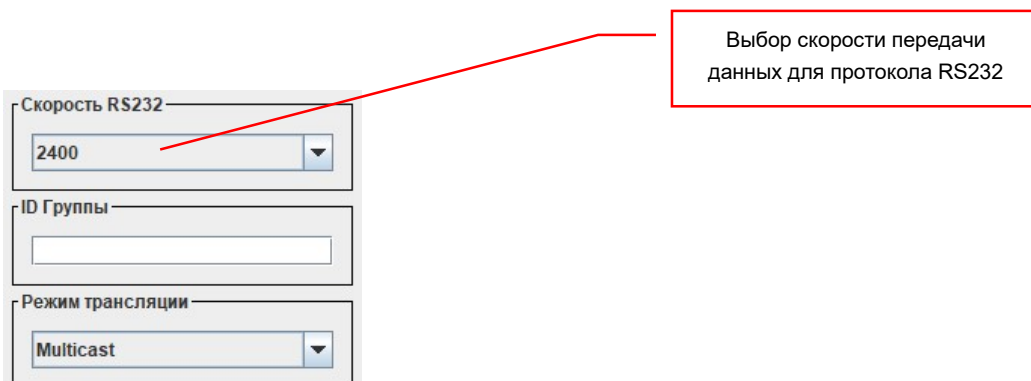 Выбор скорости передачи
данных для протокола RS232
Скорость RS232
2400
ID Группы
Режим трансляции
Multicast